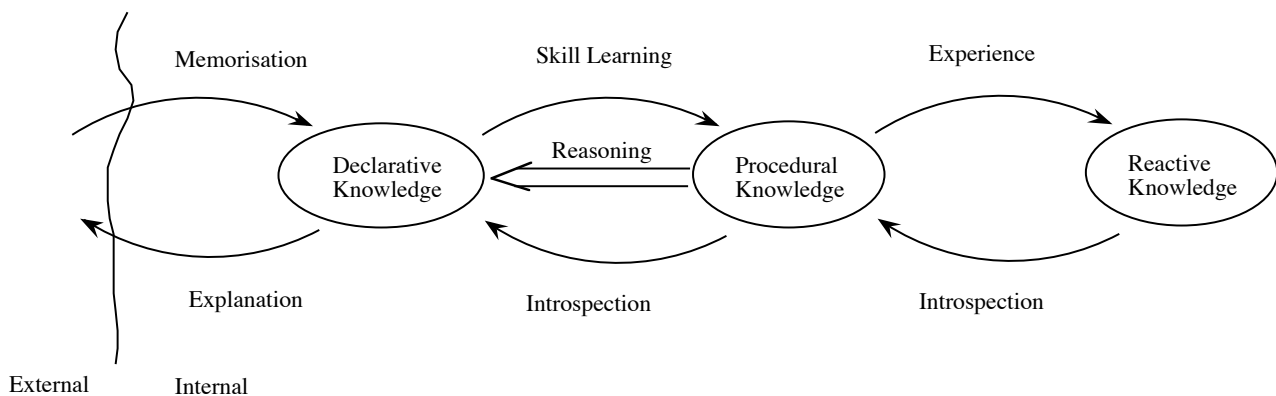 Memorisation
Skill Learning
Experience
Declarative
Knowledge
Reasoning
Procedural
Knowledge
Reactive
Knowledge
Explanation
Introspection
Introspection
External
Internal